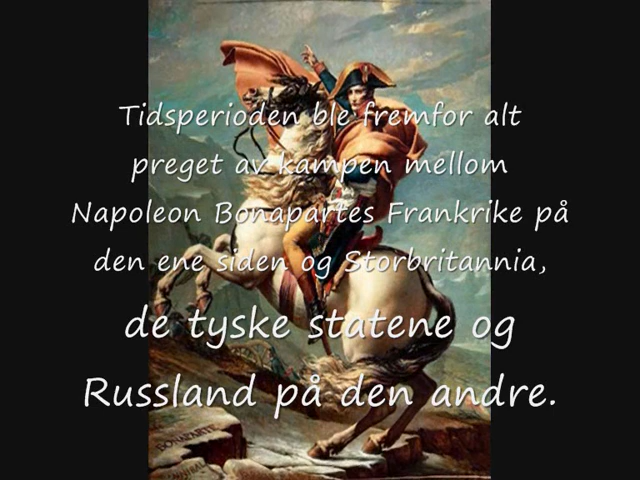 Tidsperioden ble fremfor alt
preget av kampen mellom
Napoleon Bonapartes Frankrike på
den ene siden og Storbritannia,
de tyske statene og
Russland på den andre.
BONAPARTE